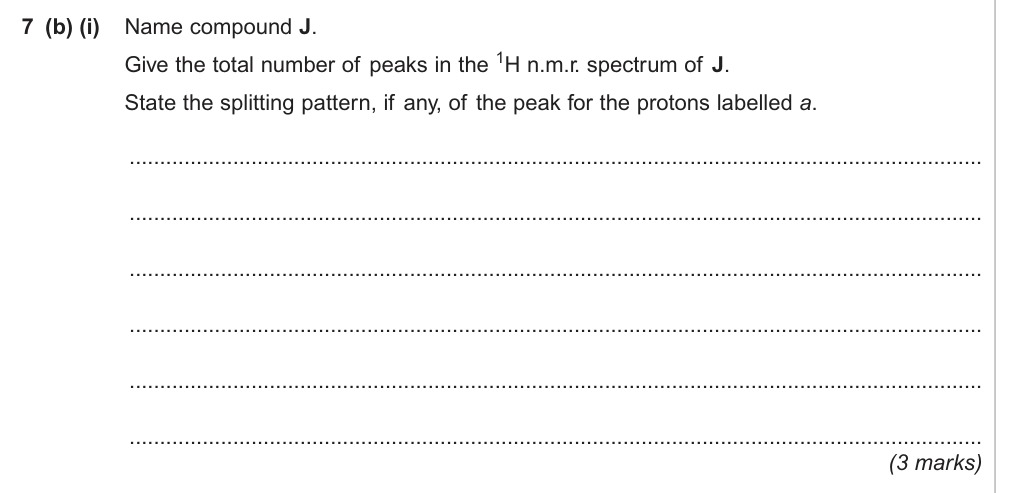 7 (b) (i) Name compound J.
Give the total number of peaks in the ¹H n.m.r. spectrum of J.
State the splitting pattern, if any, of the peak for the protons labelled a.
(3 marks)